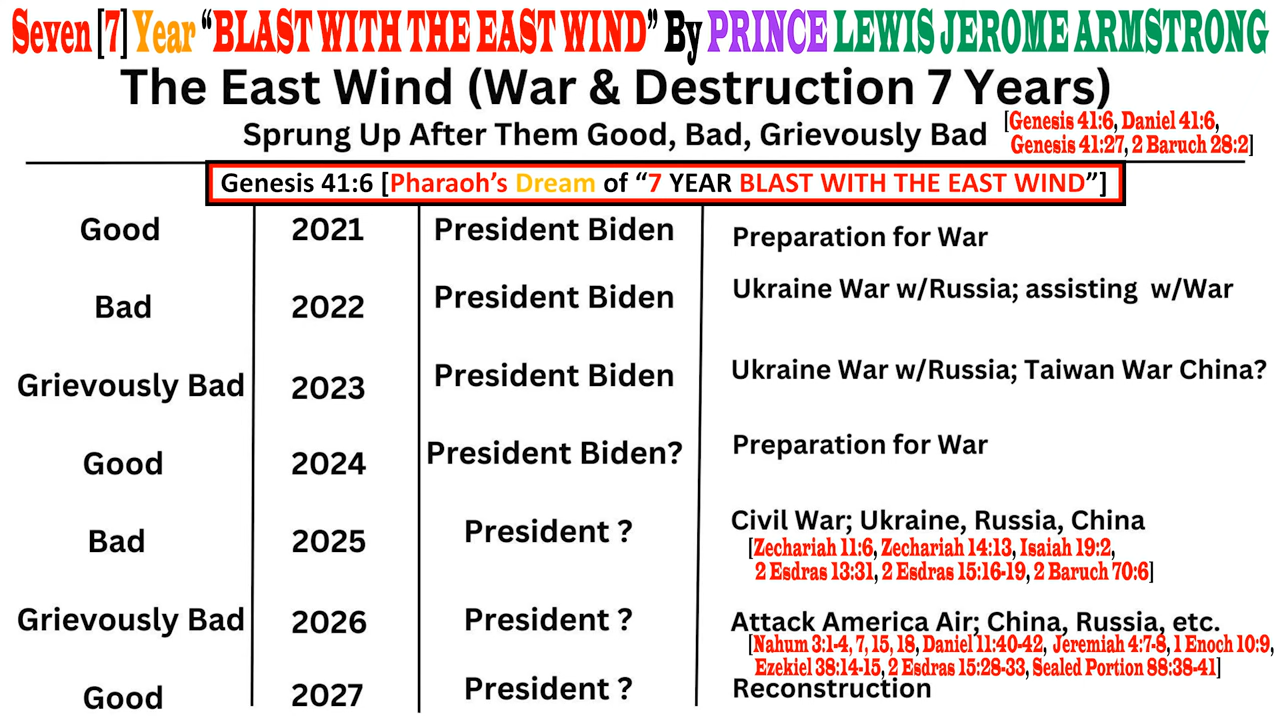 Seven [7] Year “BLAST WITH THE EAST WIND” By PRINCE LEWIS JEROME ARMSTRONG
The East Wind (War & Destruction 7 Years)
Sprung Up After Them Good, Bad, Grievously Bad
[Genesis 41:6, Daniel 41:6,
Genesis 41:27, 2 Baruch 28:2]
Genesis 41:6 [Pharaoh’s Dream of “7 YEAR BLAST WITH THE EAST WIND”]
Good 2021 President Biden Preparation for War
Bad 2022 President Biden Ukraine War w/Russia; assisting w/War
Grievously Bad 2023 President Biden Ukraine War w/Russia; Taiwan War China?
Good 2024 President Biden? Preparation for War
Bad 2025 President ? Civil War; Ukraine, Russia, China
[Zechariah 11:6, Zechariah 14:13, Isaiah 19:2,
2 Esdras 13:31, 2 Esdras 15:16-19, 2 Baruch 70:6]
Grievously Bad 2026 President ? Attack America Air; China, Russia, etc.
[Nahum 3:1-4, 7, 15, 18, Daniel 11:40-42, Jeremiah 4:7-8, 1 Enoch 10:9,
Ezekiel 38:14-15, 2 Esdras 15:28-33, Sealed Portion 88:38-41]
Good 2027 President ? Reconstruction